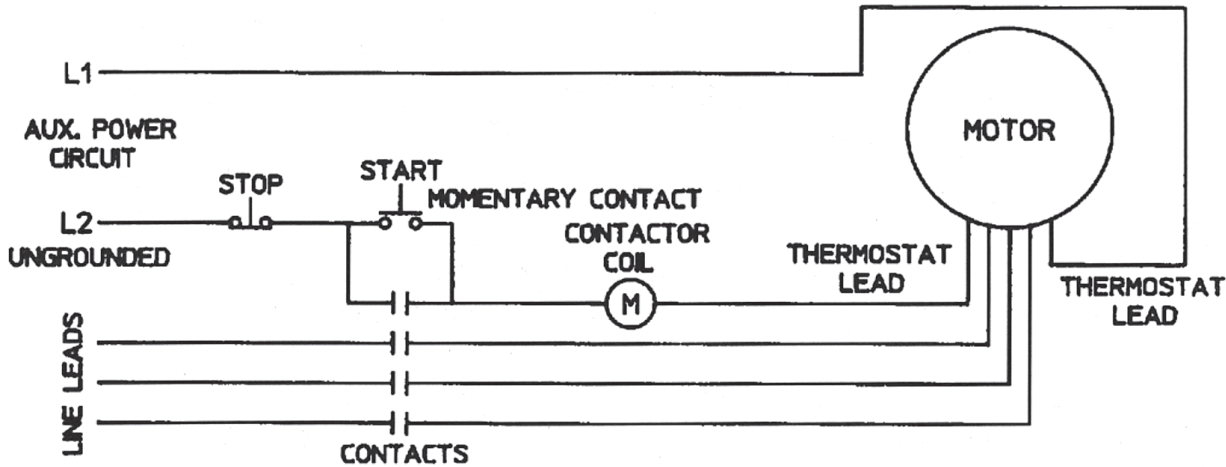 L1
AUX. POWER
CIRCUIT
MOTOR
STOP
START
MOMENTARY CONTACT
L2
UNGROUNDED
CONTACTOR
COIL
M
THERMOSTAT
LEAD
THERMOSTAT
LEAD
LINE LEADS
CONTACTS